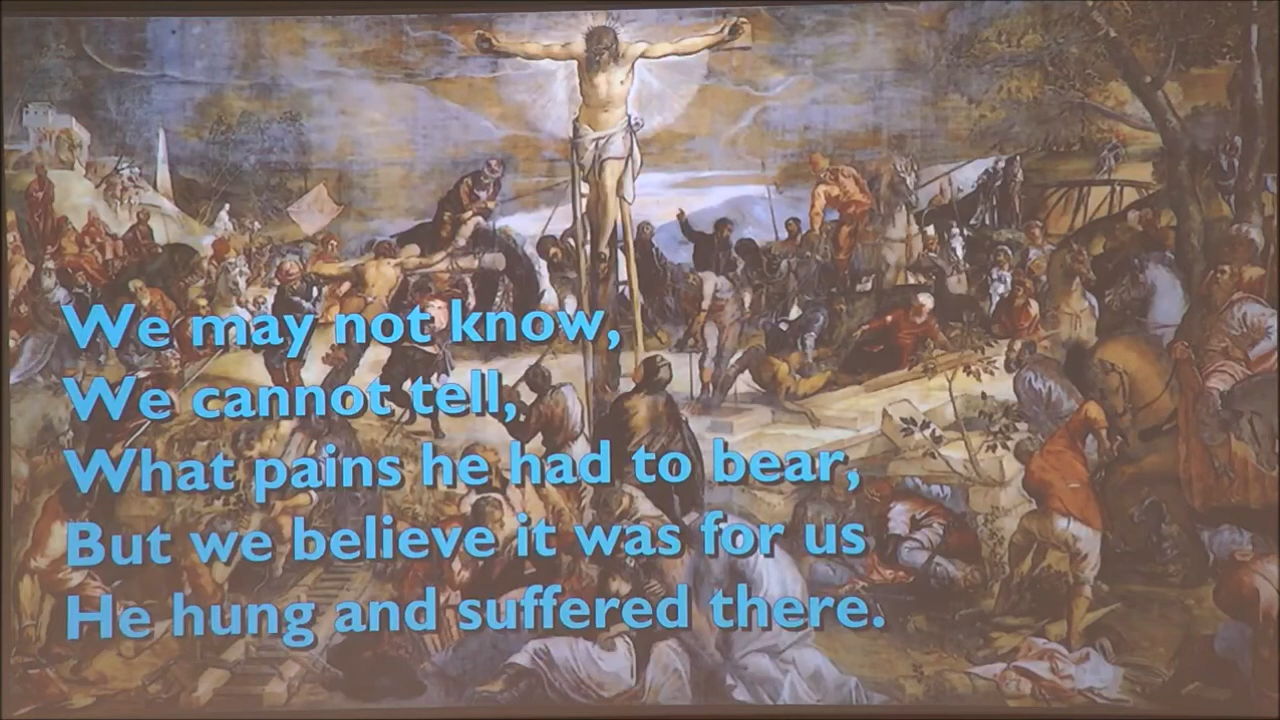 We may not know,
We cannot tell,
What pains he had to bear,
But we believe it was for us
He hung and suffered there.